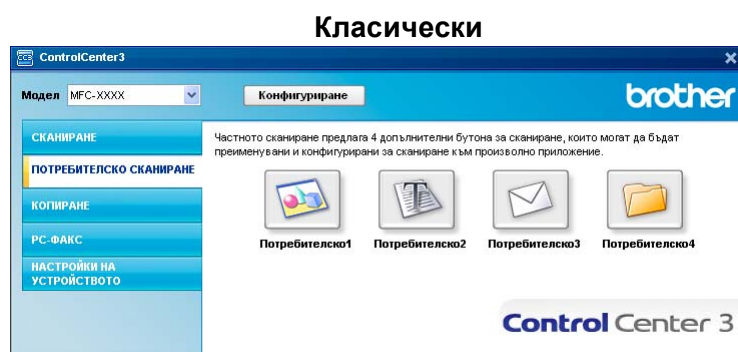 Класически
ControlCenter3
Модел MFC-XXXX Конфигуриране brother
СКАНИРАНЕ
ПОТРЕБИТЕЛСКО СКАНИРАНЕ
КОПИРАНЕ
PC-ФАКС
НАСТРОЙКИ НА
УСТРОЙСТВОТО
Частното сканиране предлага 4 допълнителни бутона за сканиране, които могат да бъдат
преименувани и конфигурирани за сканиране към произволно приложение.
Потребителско1 Потребителско2 Потребителско3 Потребителско4
Control Center 3